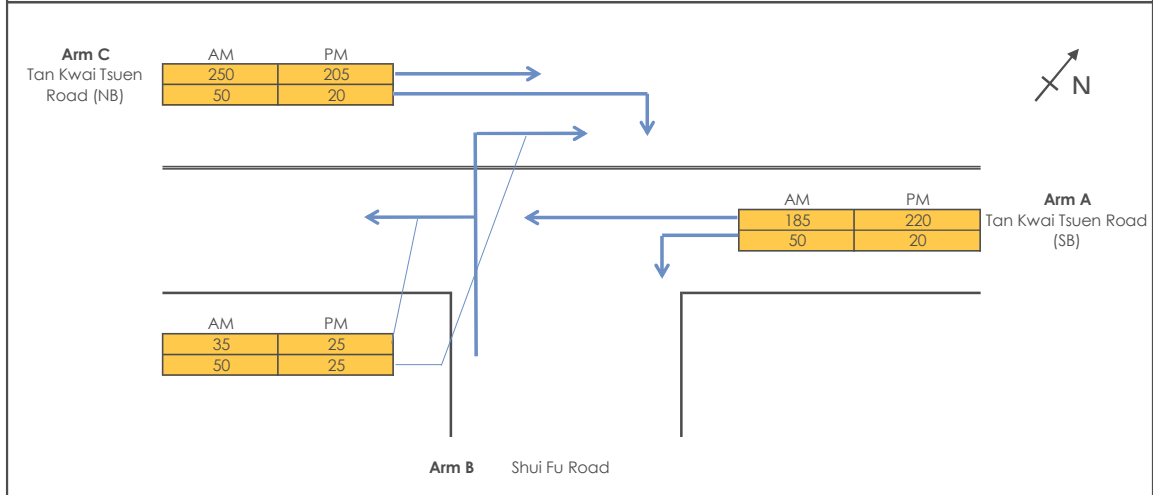 Arm C
Tan Kwai Tsuen
Road (NB)
AM PM
250 205
50 20
N
AM PM
185 220
50 20
Arm A
Tan Kwai Tsuen Road
(SB)
AM PM
35 25
50 25
Arm B Shui Fu Road